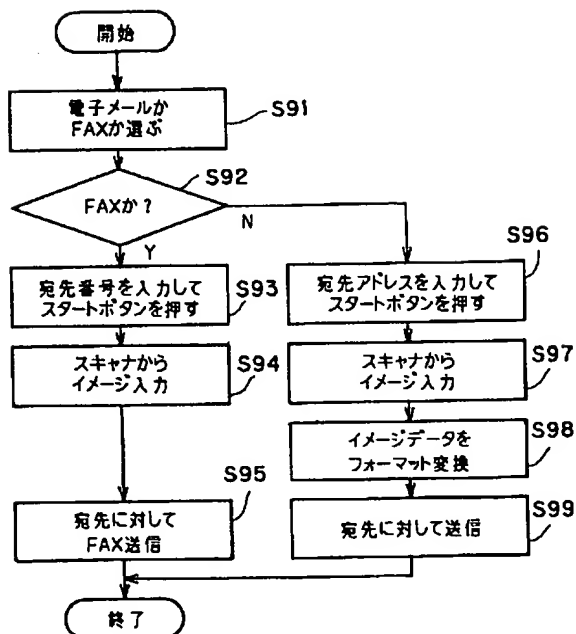 開始
電子メールか
FAXか選ぶ
S91
FAXか？
S92
N
Y
宛先番号を入力して
スタートボタンを押す
S93
宛先アドレスを入力して
スタートボタンを押す
S96
スキャナから
イメージ入力
S94
スキャナから
イメージ入力
S97
イメージデータを
フォーマット変換
S98
宛先に対して
FAX送信
S95
宛先に対して送信
S99
終了